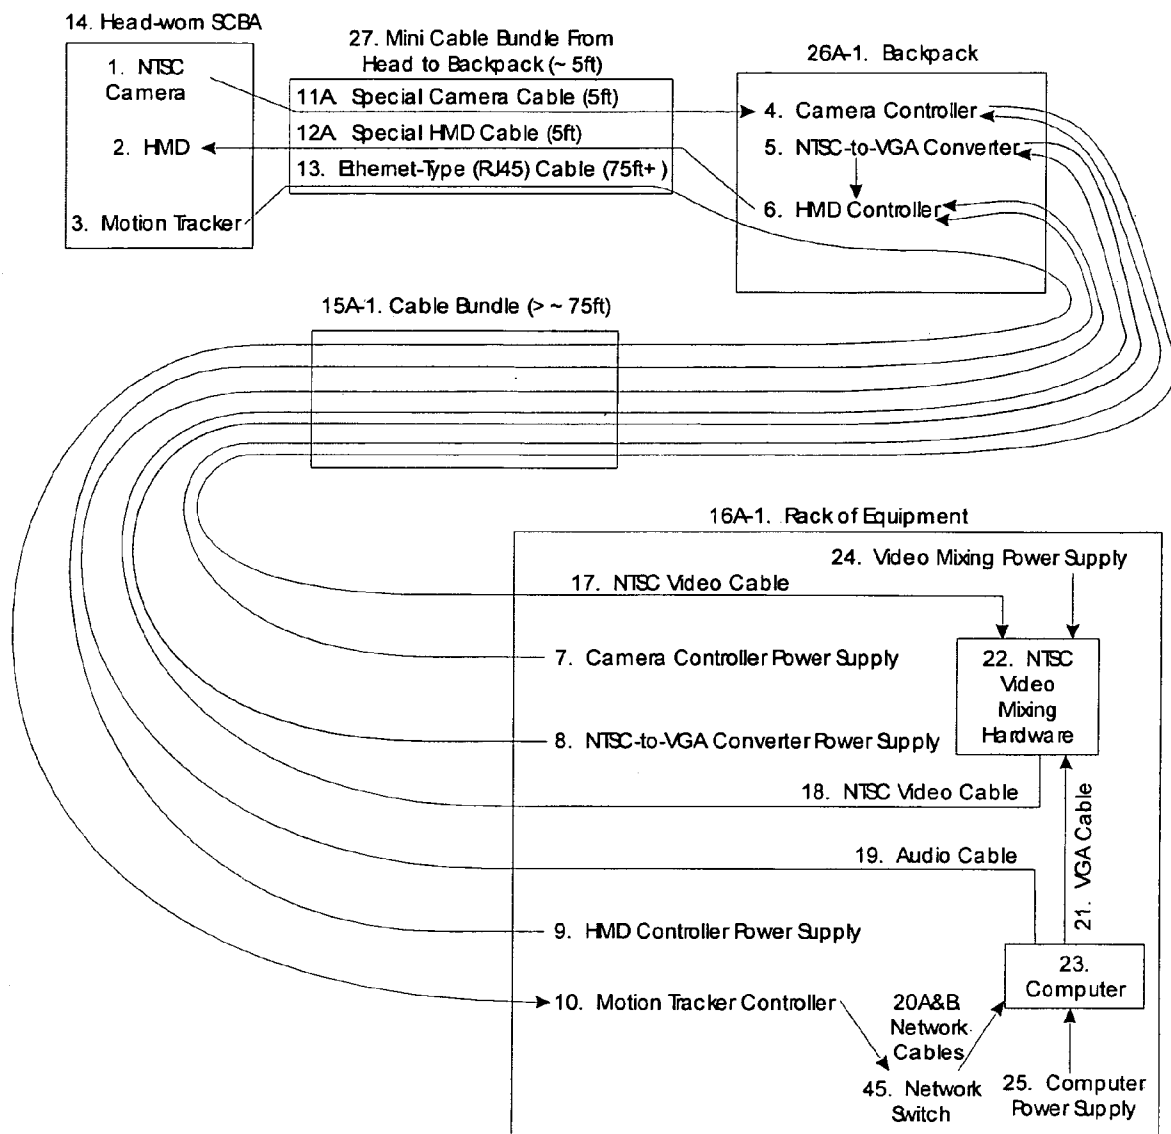 14. Head-worn SCBA
1. NTSC
Camera
2. HMD
3. Motion Tracker
27. Mini Cable Bundle From
Head to Backpack (~ 5ft)
11A. Special Camera Cable (5ft)
12A. Special HMD Cable (5ft)
13. Ethernet-Type (RJ45) Cable (75ft+)
26A-1. Backpack
4. Camera Controller
5. NTSC-to-VGA Converter
6. HMD Controller
15A-1. Cable Bundle (> ~ 75ft)
16A-1. Rack of Equipment
24. Video Mixing Power Supply
17. NTSC Video Cable
7. Camera Controller Power Supply
22. NTSC
Video
Mixing
Hardware
8. NTSC-to-VGA Converter Power Supply
18. NTSC Video Cable
21. VGA Cable
19. Audio Cable
9. HMD Controller Power Supply
23.
Computer
10. Motion Tracker Controller
20A&B.
Network
Cables
45. Network
Switch
25. Computer
Power Supply